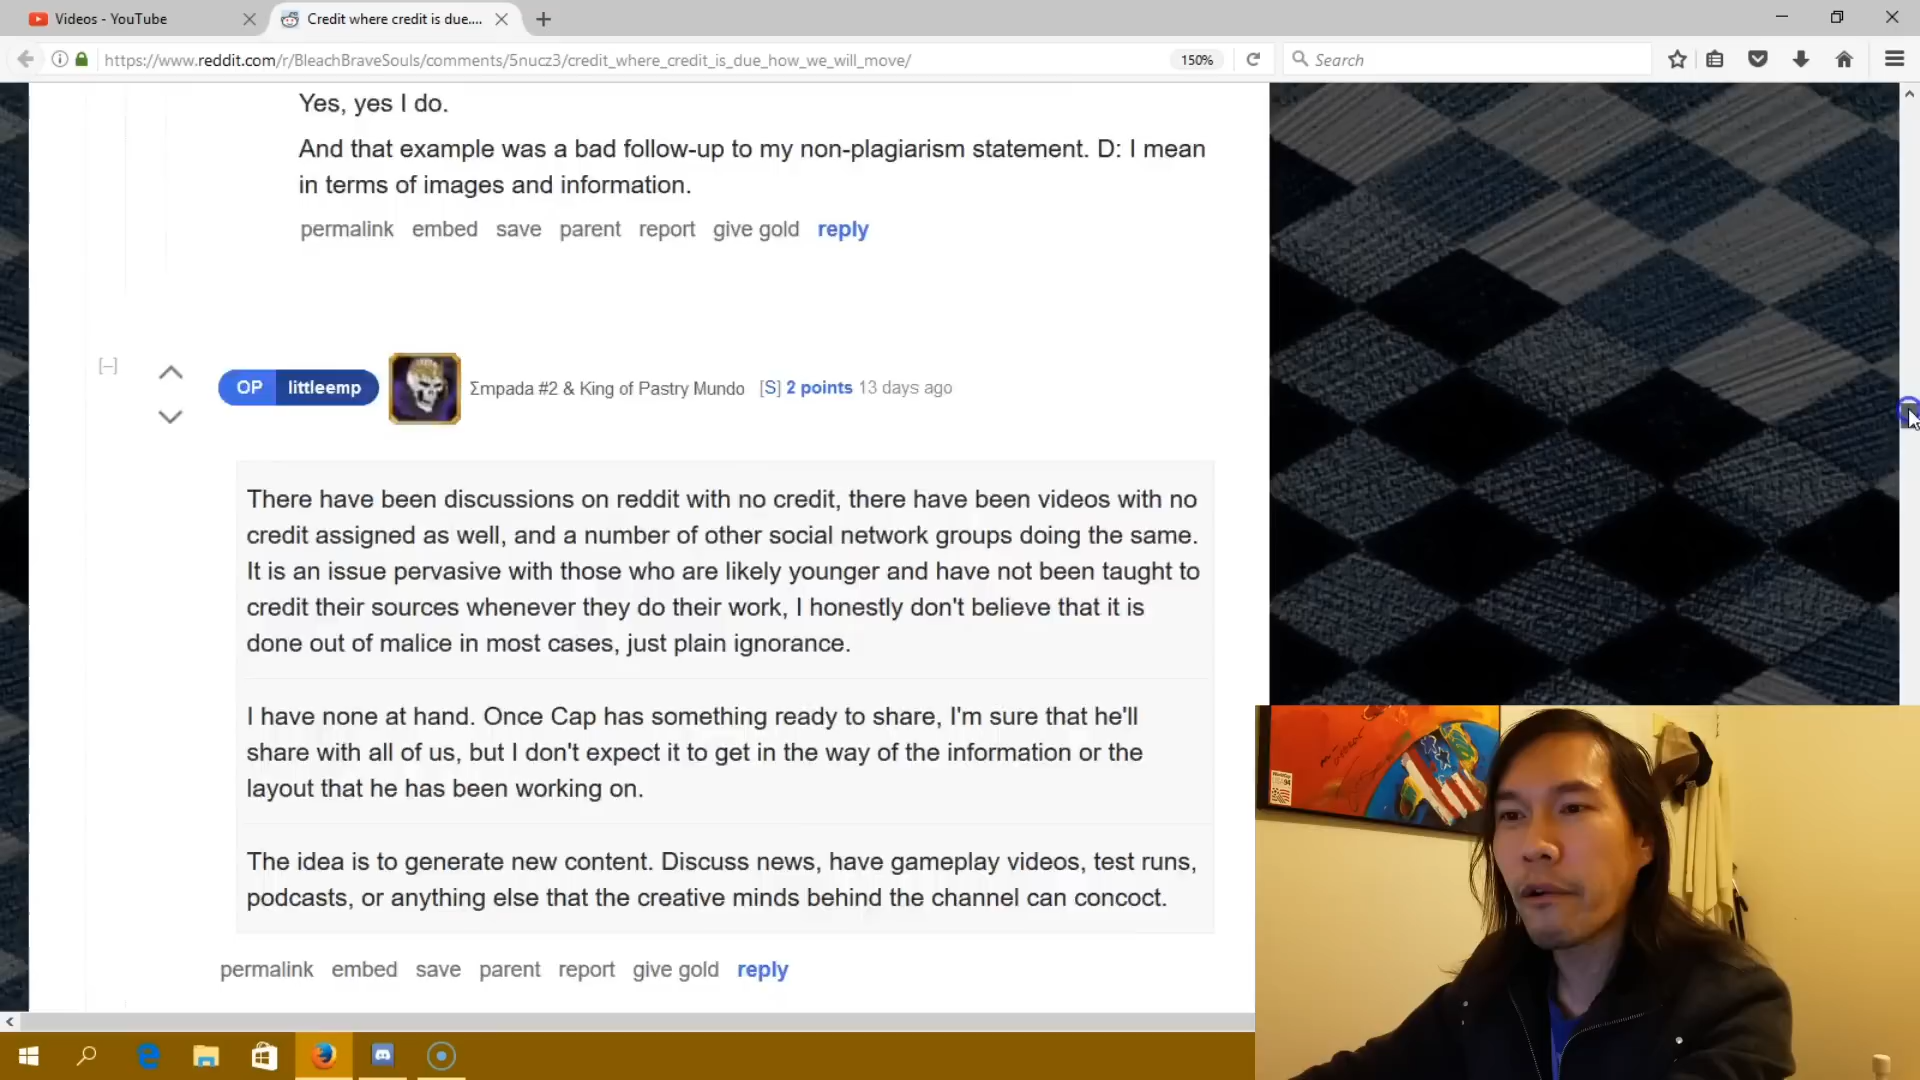 Videos - YouTube
Credit where credit is due....
https://www.reddit.com/r/BleachBraveSouls/comments/5nucz3/credit_where_credit_is_due_how_we_will_move/
150%
Search
Yes, yes I do.
And that example was a bad follow-up to my non-plagiarism statement. D: I mean
in terms of images and information.
permalink embed save parent report give gold reply
[–]
OP littleemp Σmpada #2 & King of Pastry Mundo [S] 2 points 13 days ago
There have been discussions on reddit with no credit, there have been videos with no
credit assigned as well, and a number of other social network groups doing the same.
It is an issue pervasive with those who are likely younger and have not been taught to
credit their sources whenever they do their work, I honestly don't believe that it is
done out of malice in most cases, just plain ignorance.
I have none at hand. Once Cap has something ready to share, I'm sure that he'll
share with all of us, but I don't expect it to get in the way of the information or the
layout that he has been working on.
The idea is to generate new content. Discuss news, have gameplay videos, test runs,
podcasts, or anything else that the creative minds behind the channel can concoct.
permalink embed save parent report give gold reply